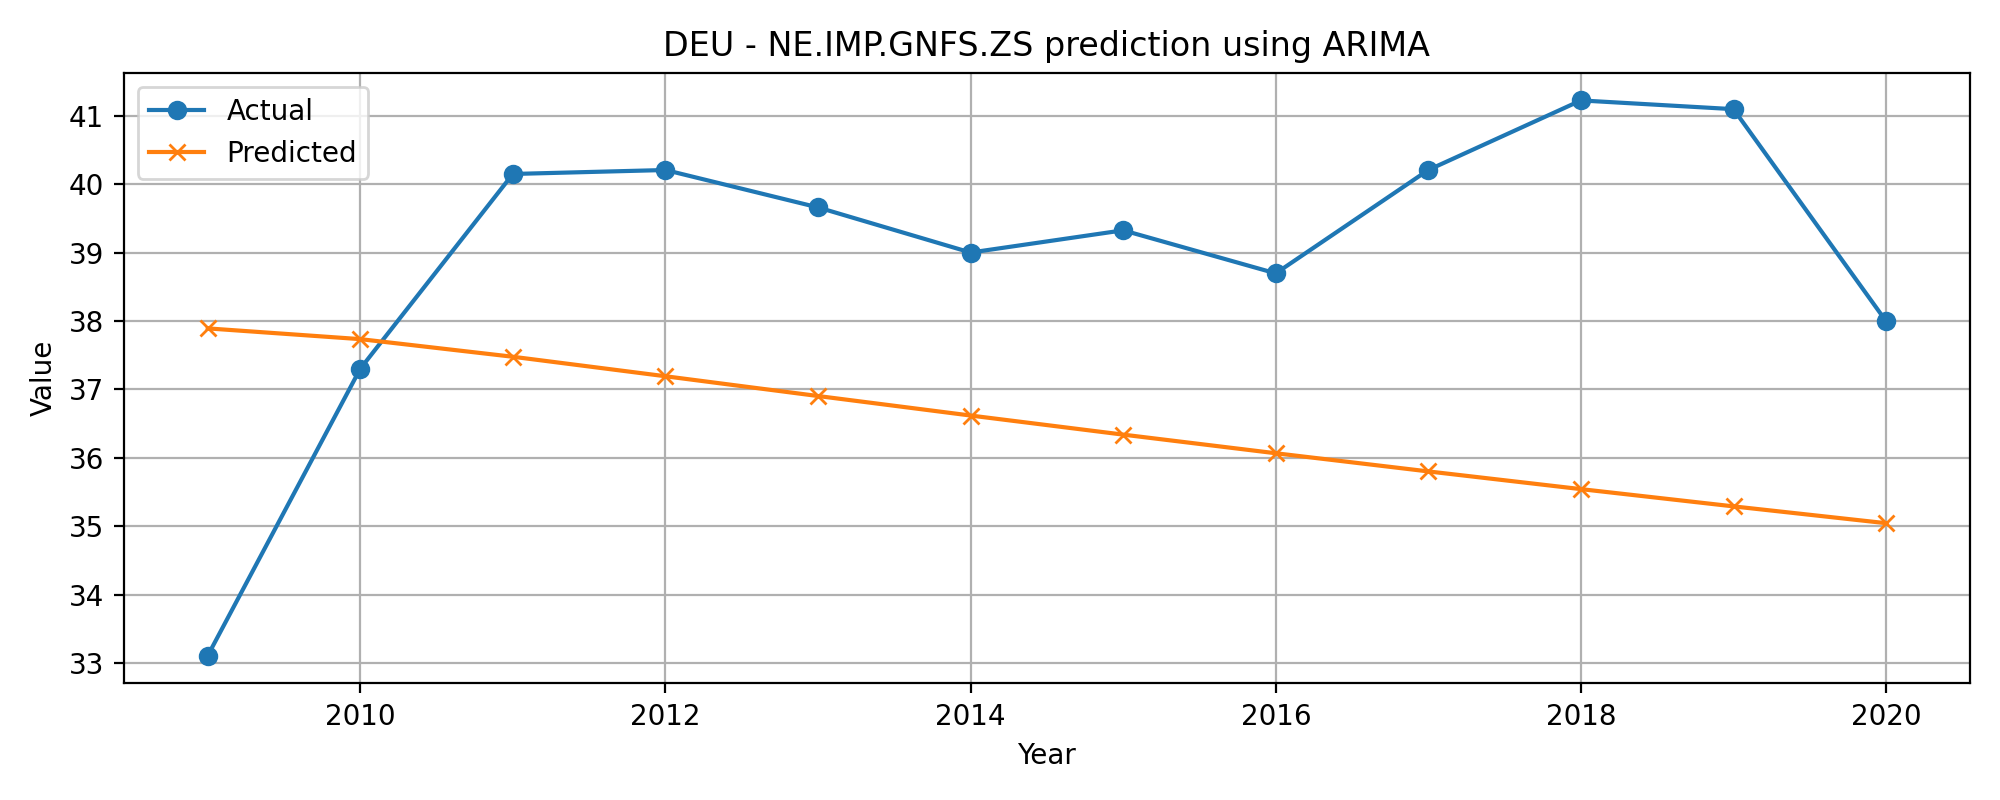 DEU - NE.IMP.GNFS.ZS prediction using ARIMA
Actual
Predicted
41
40
39
38
37
36
35
34
33
Value
2010 2012 2014 2016 2018 2020
Year